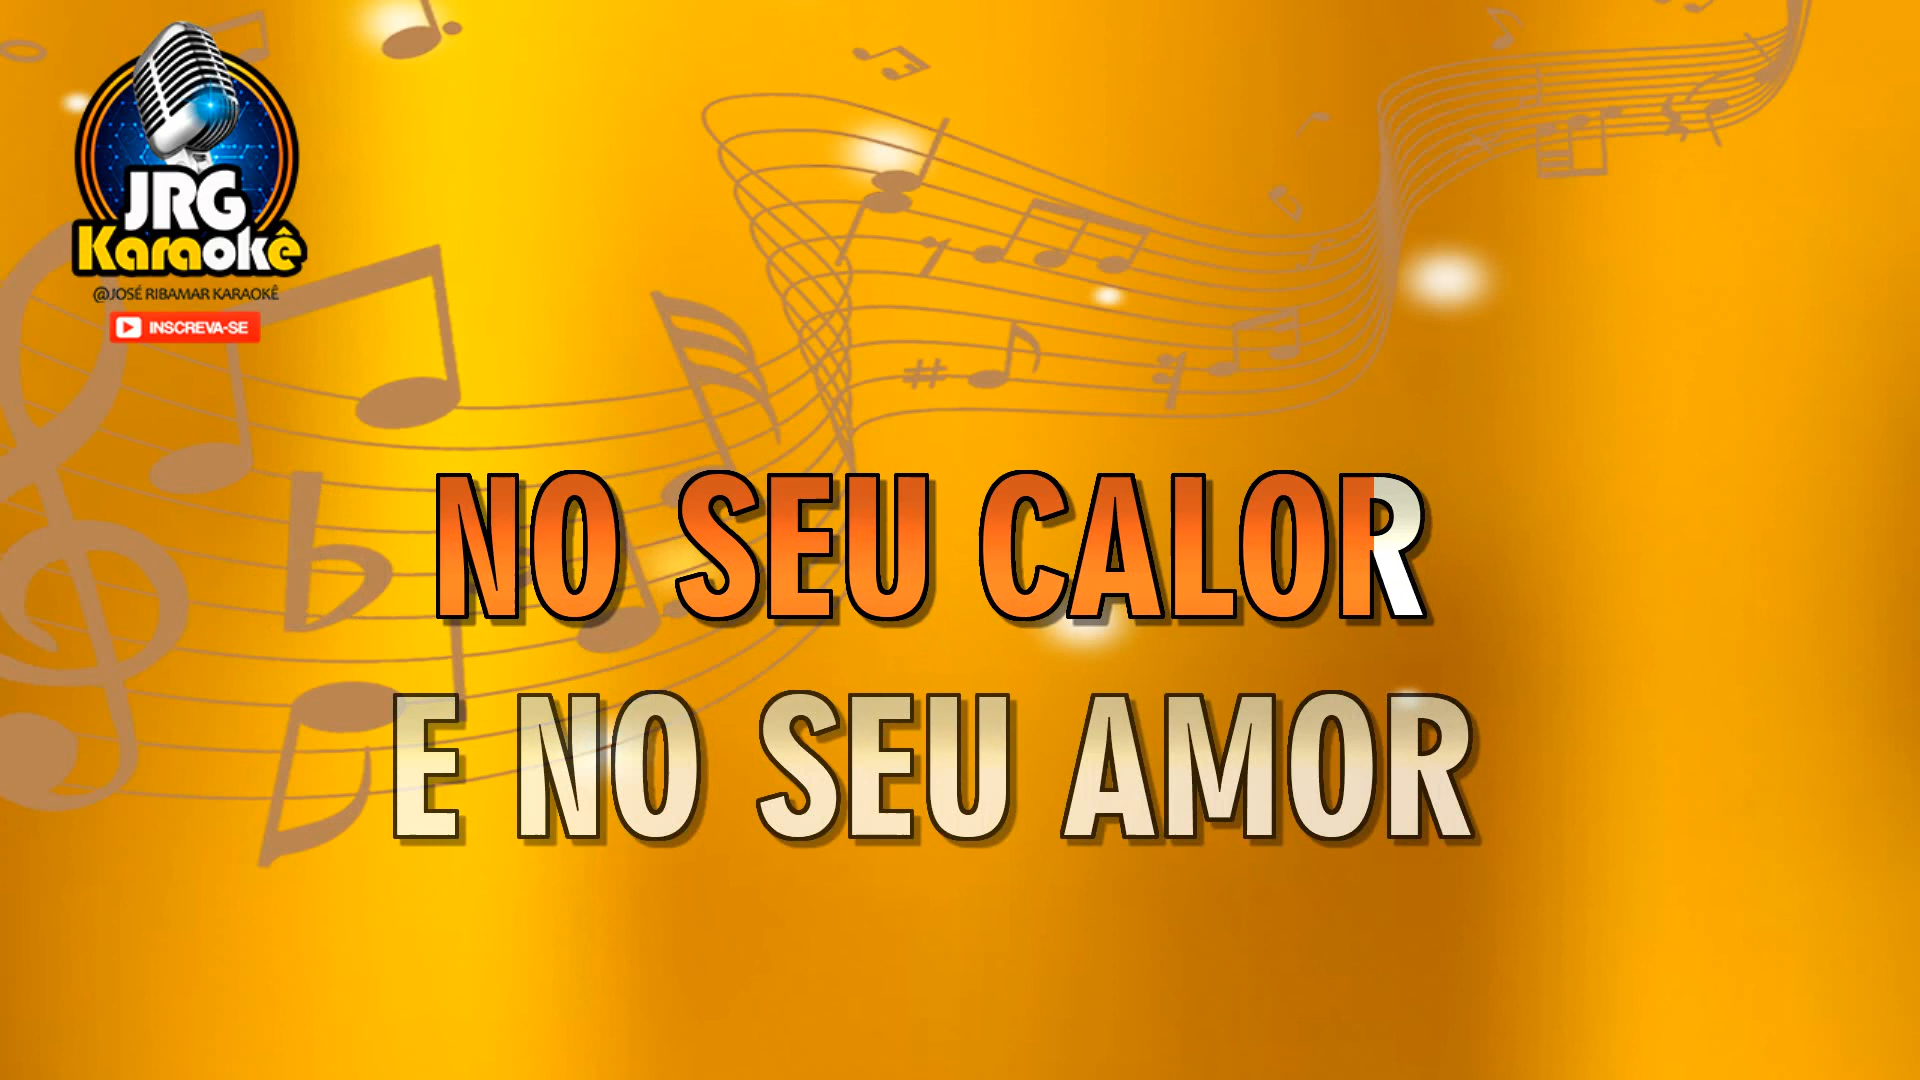 JRG
Karaokê
@JOSÉ RIBAMAR KARAOKÊ
INSCREVA-SE
NO SEU CALOR
E NO SEU AMOR